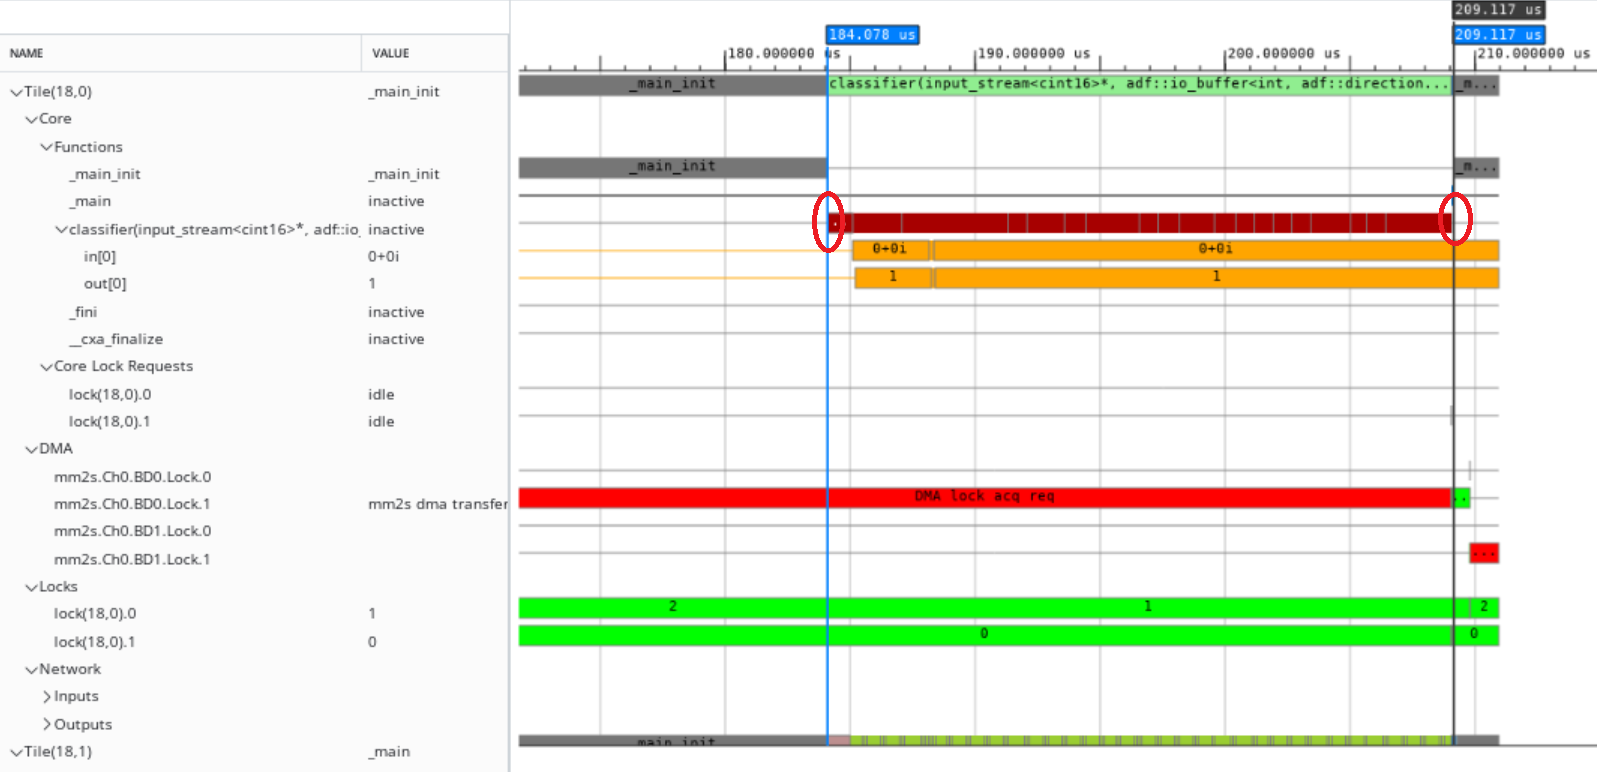 209.117 us
184.078 us 209.117 us
NAME VALUE 180.000000 us 190.000000 us 200.000000 us 210.000000 us
Tile(18,0) _main_init _main_init classifier(input_stream<cint16>*, adf::io_buffer<int, adf::direction... _m...
Core
Functions
_main_init _main_init _main_init _m...
_main inactive
classifier(input_stream<cint16>*, adf::io_ inactive
in[0] 0+0i 0+0i 0+0i
out[0] 1 1 1
_fini inactive
__cxa_finalize inactive
Core Lock Requests
lock(18,0).0 idle
lock(18,0).1 idle
DMA
mm2s.Ch0.BD0.Lock.0
mm2s.Ch0.BD0.Lock.1 mm2s dma transfer DMA lock acq req ..
mm2s.Ch0.BD1.Lock.0
mm2s.Ch0.BD1.Lock.1 ...
Locks
lock(18,0).0 1 2 1 2
lock(18,0).1 0 0 0
Network
Inputs
Outputs
Tile(18,1) _main _main_init